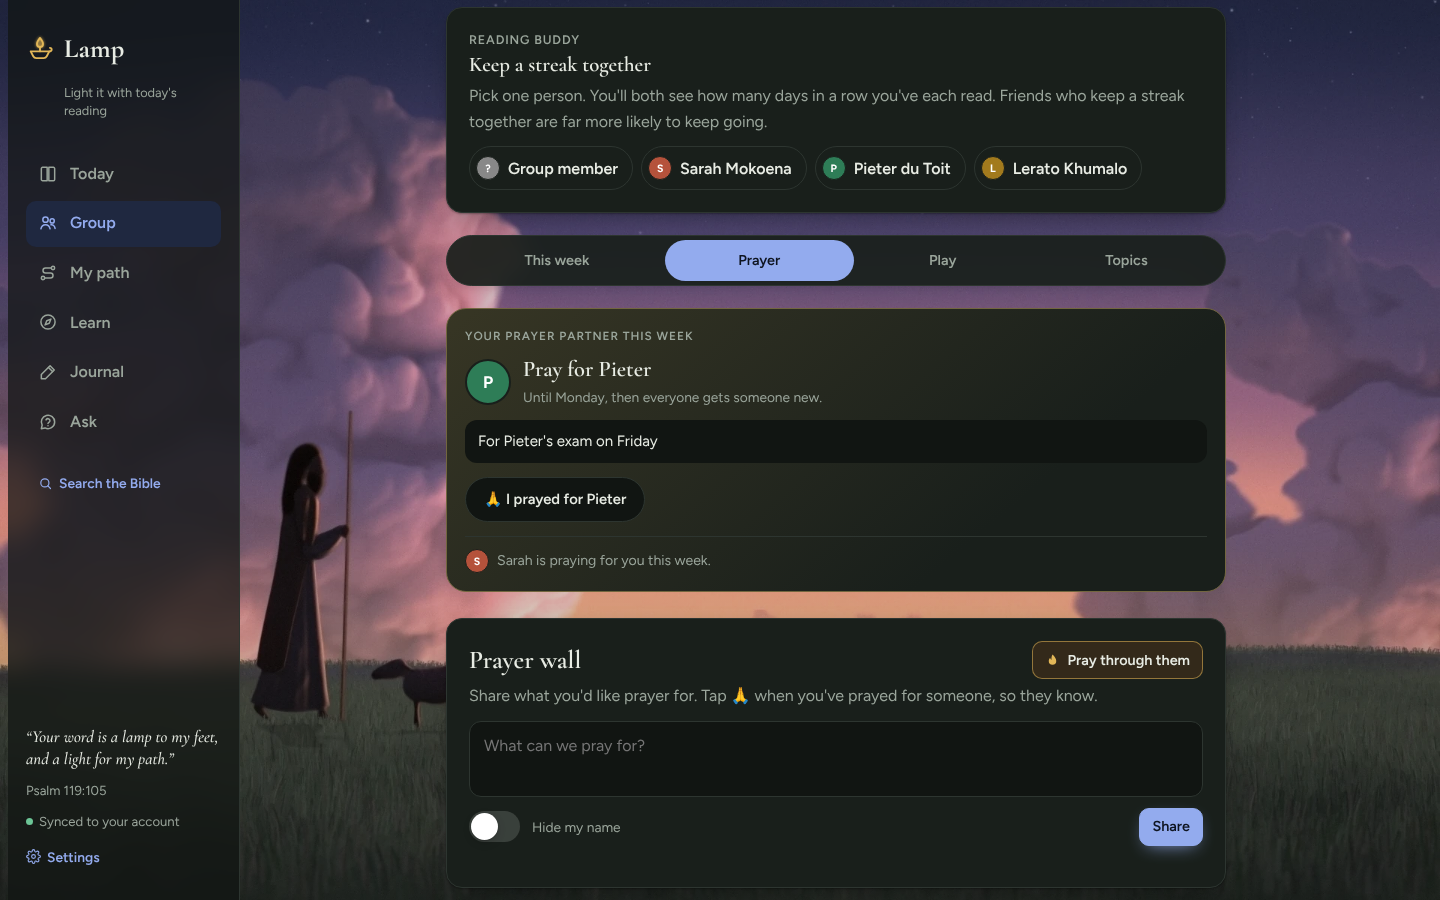 Lamp
Light it with today's
reading
Today
Group
My path
Learn
Journal
Ask
Search the Bible
“Your word is a lamp to my feet,
and a light for my path.”
Psalm 119:105
Synced to your account
Settings
READING BUDDY
Keep a streak together
Pick one person. You'll both see how many days in a row you've each read. Friends who keep a streak
together are far more likely to keep going.
? Group member S Sarah Mokoena P Pieter du Toit L Lerato Khumalo
This week Prayer Play Topics
YOUR PRAYER PARTNER THIS WEEK
P
Pray for Pieter
Until Monday, then everyone gets someone new.
For Pieter's exam on Friday
🙏 I prayed for Pieter
S Sarah is praying for you this week.
Prayer wall
Pray through them
Share what you'd like prayer for. Tap 🙏 when you've prayed for someone, so they know.
What can we pray for?
Hide my name
Share